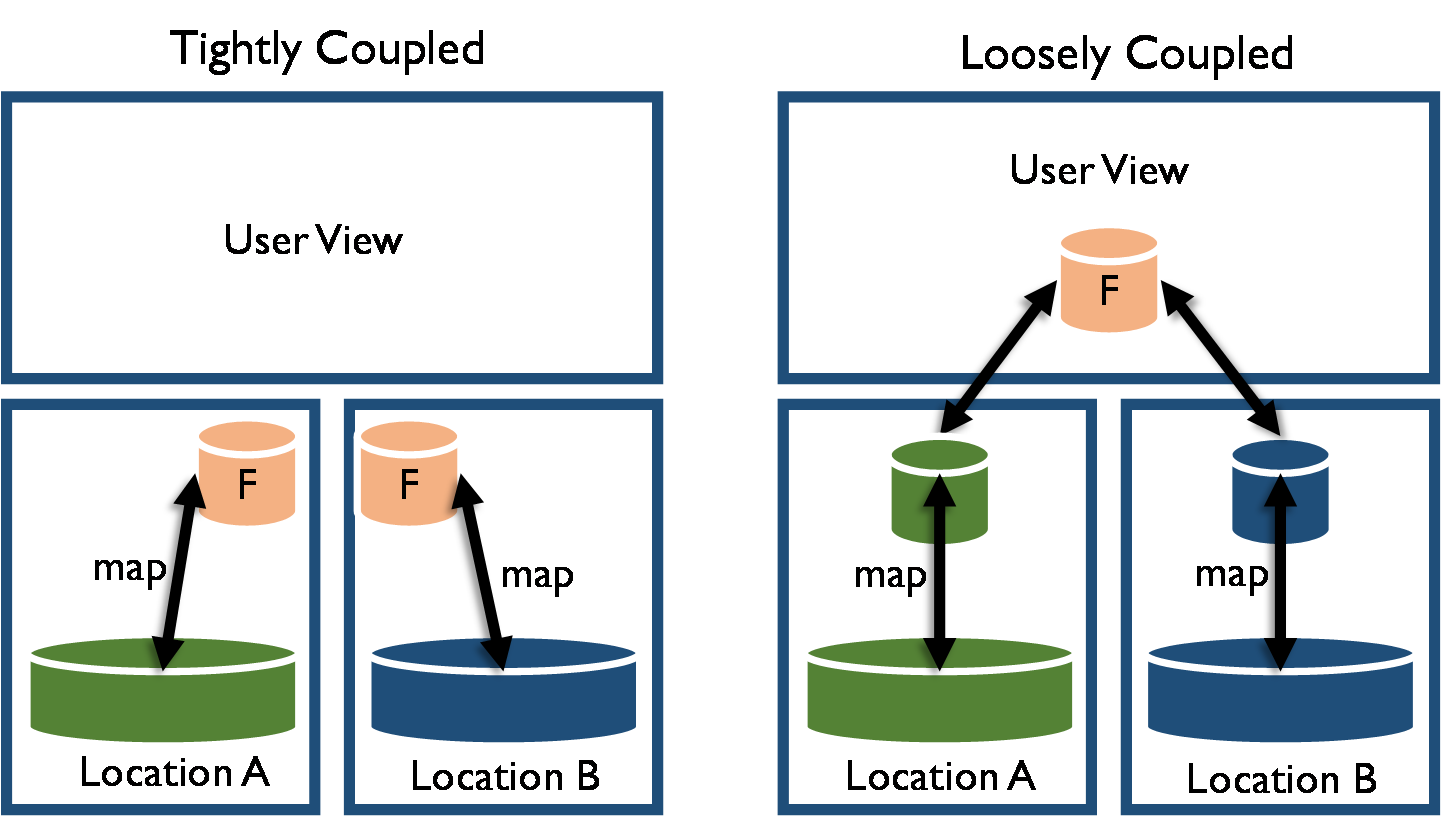 Tightly Coupled
User View
F
F
map
map
Location A
Location B
Loosely Coupled
User View
F
map
map
Location A
Location B